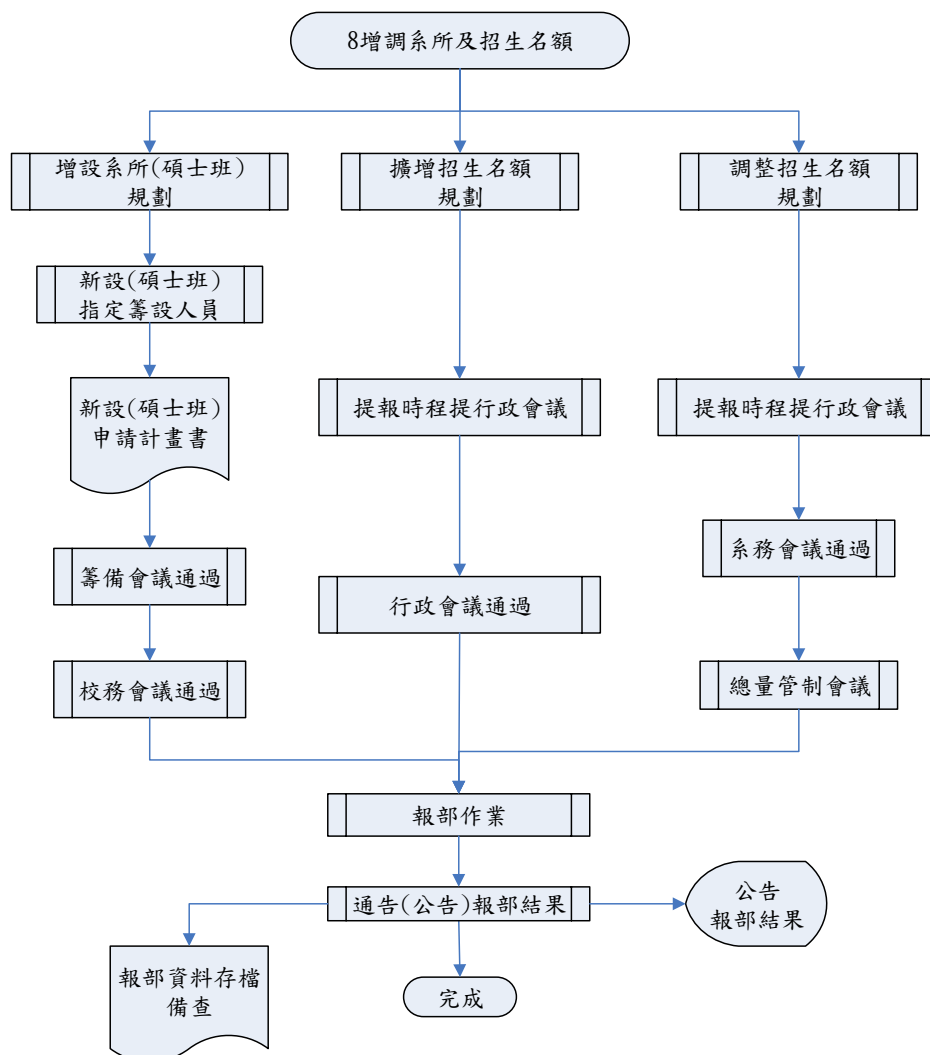 8增調系所及招生名額
增設系所(碩士班)
規劃
擴增招生名額
規劃
調整招生名額
規劃
新設(碩士班)
指定籌設人員
新設(碩士班)
申請計畫書
提報時程提行政會議
提報時程提行政會議
系務會議通過
籌備會議通過
行政會議通過
校務會議通過
總量管制會議
報部作業
通告(公告)報部結果
公告
報部結果
報部資料存檔
備查
完成